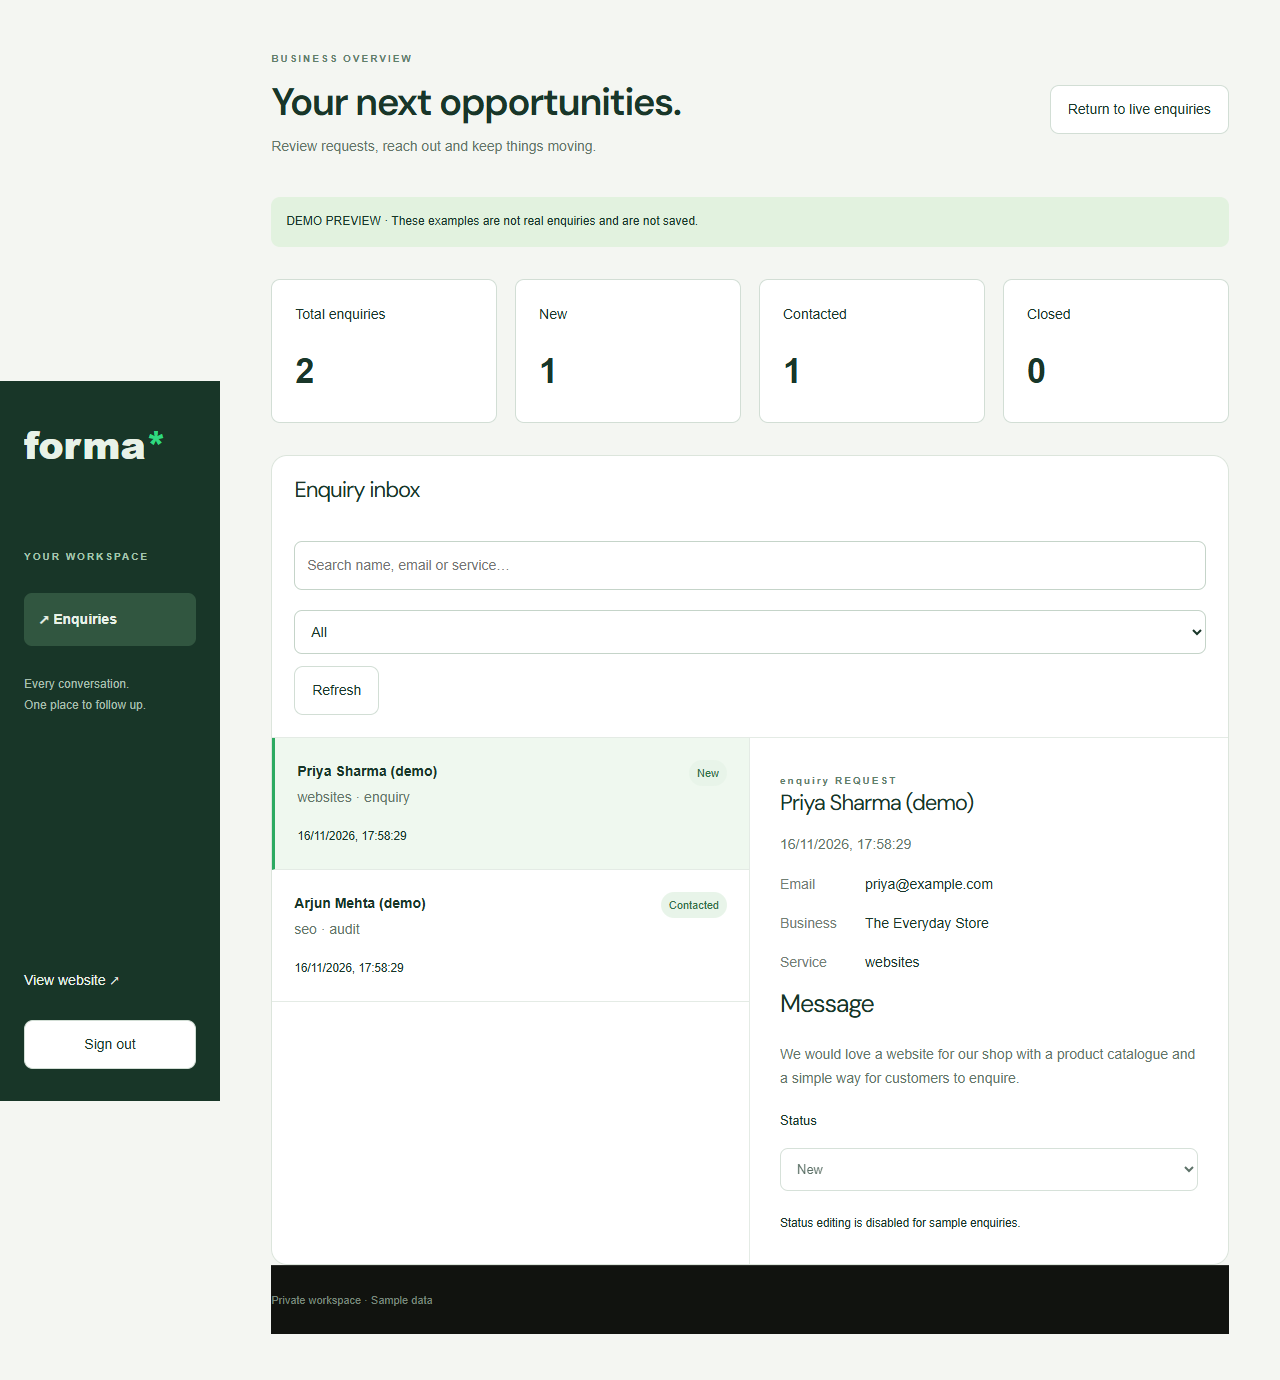 BUSINESS OVERVIEW
Your next opportunities.
Review requests, reach out and keep things moving.
Return to live enquiries
DEMO PREVIEW · These examples are not real enquiries and are not saved.
Total enquiries
2
New
1
Contacted
1
Closed
0
forma*
YOUR WORKSPACE
↗ Enquiries
Every conversation.
One place to follow up.
View website ↗
Sign out
Enquiry inbox
Search name, email or service...
All
Refresh
Priya Sharma (demo)
New
websites · enquiry
16/11/2026, 17:58:29
Arjun Mehta (demo)
Contacted
seo · audit
16/11/2026, 17:58:29
enquiry REQUEST
Priya Sharma (demo)
16/11/2026, 17:58:29
Email priya@example.com
Business The Everyday Store
Service websites
Message
We would love a website for our shop with a product catalogue and
a simple way for customers to enquire.
Status
New
Status editing is disabled for sample enquiries.
Private workspace · Sample data